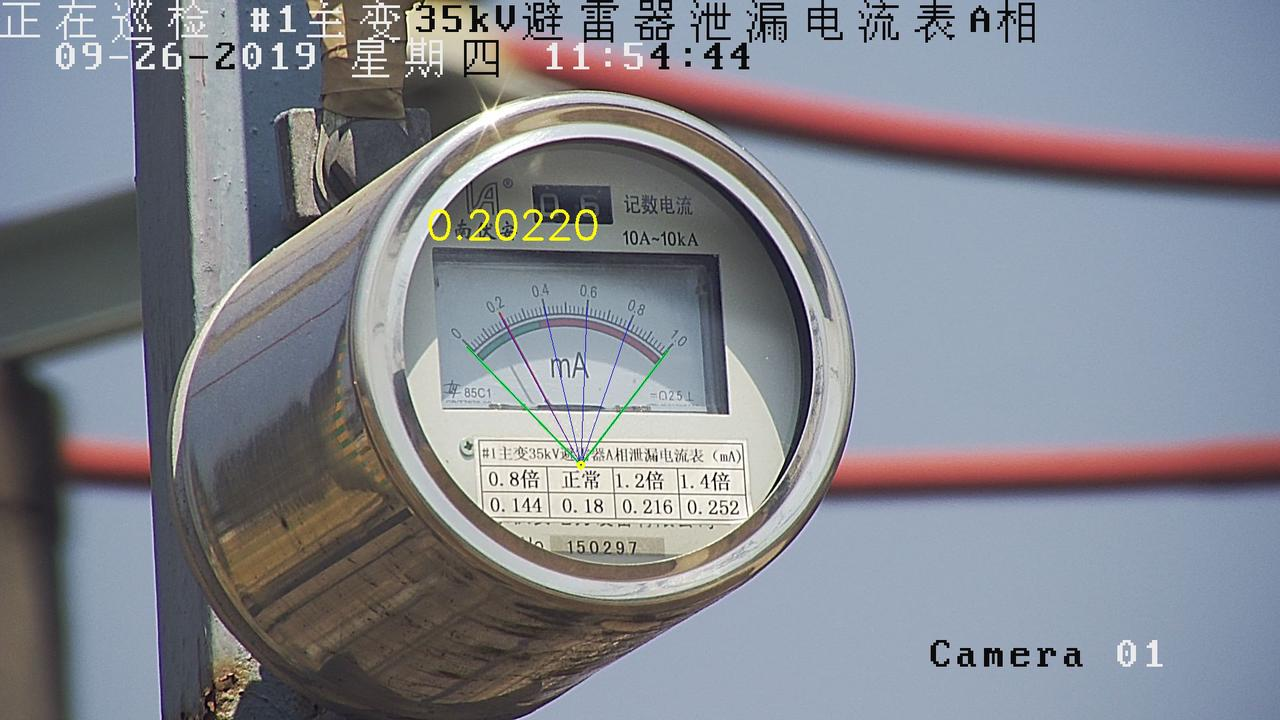 正在巡检 #1主变35kV避雷器泄漏电流表A相
09-26-2019 星期四 11:54:44
®
06 记数电流
0.20220
10A~10kA
0 0.2 0.4 0.6 0.8 1.0
mA
85C1
#1主变35kV避雷器A相泄漏电流表(mA)
0.8倍 正常 1.2倍 1.4倍
0.144 0.18 0.216 0.252
No 150297
Camera 01